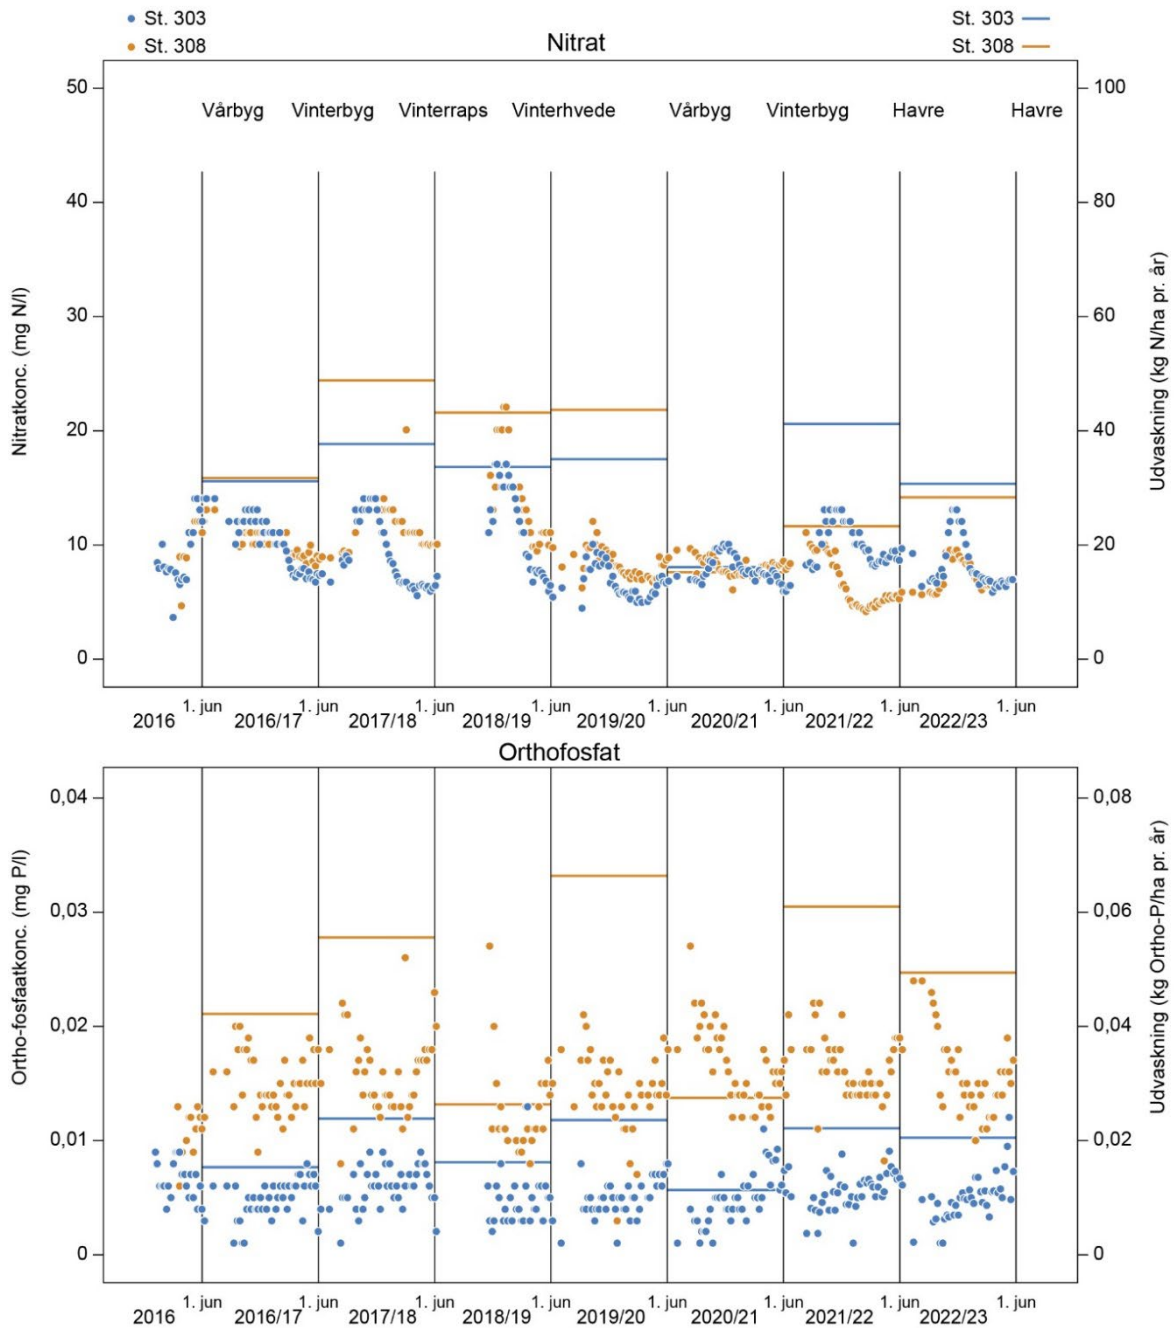 St. 303 St. 303
St. 308 Nitrat St. 308
50 100
Vårbyg Vinterbyg Vinterraps Vinterhvede Vårbyg Vinterbyg Havre Havre
40 80
30 60
Nitratkonc. (mg N/l)
Udvaskning (kg N/ha pr. år)
20 40
10 20
0 0
1. jun 1. jun 1. jun 1. jun 1. jun 1. jun 1. jun 1. jun
2016 2016/17 2017/18 2018/19 2019/20 2020/21 2021/22 2022/23
Orthofosfat
0,04 0,08
0,03 0,06
Ortho-fosfaatkonc. (mg P/l)
Udvaskning (kg Ortho-P/ha pr. år)
0,02 0,04
0,01 0,02
0 0
1. jun 1. jun 1. jun 1. jun 1. jun 1. jun 1. jun 1. jun
2016 2016/17 2017/18 2018/19 2019/20 2020/21 2021/22 2022/23